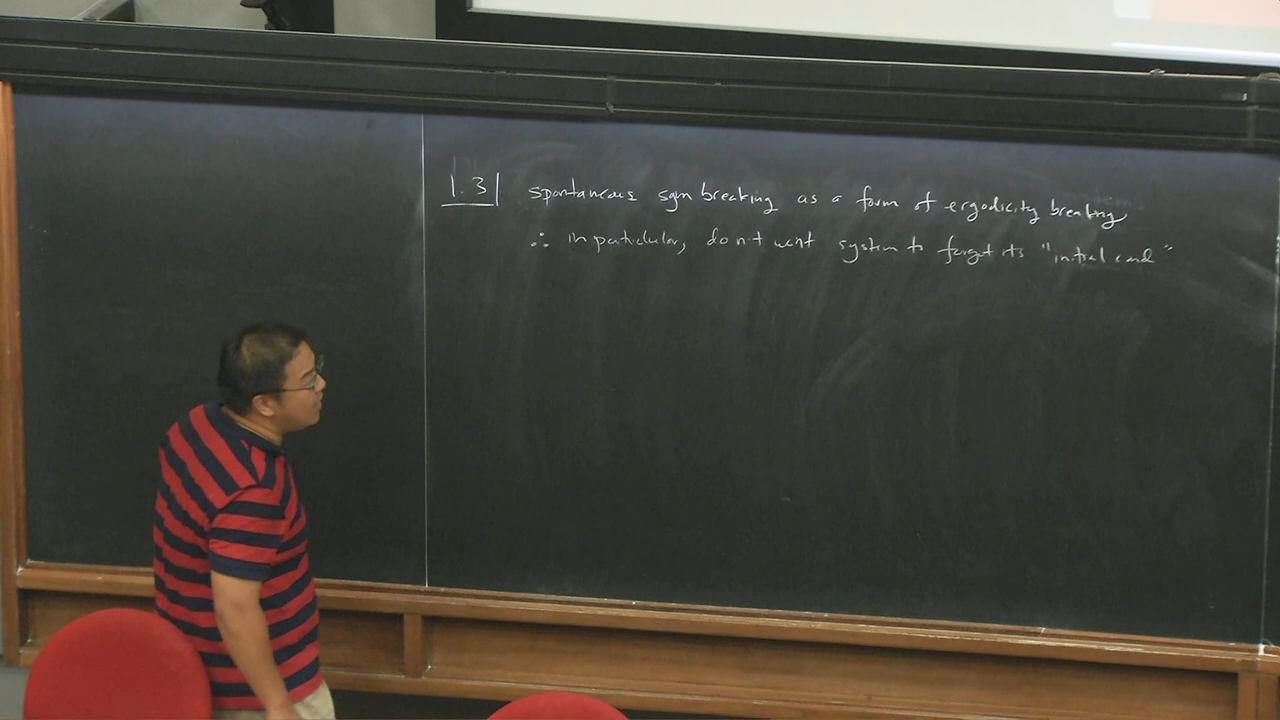 1.3 spontaneous sym breaking as a form of ergodicity breaking
∴ in particular, don't want system to forget its "initial cond"